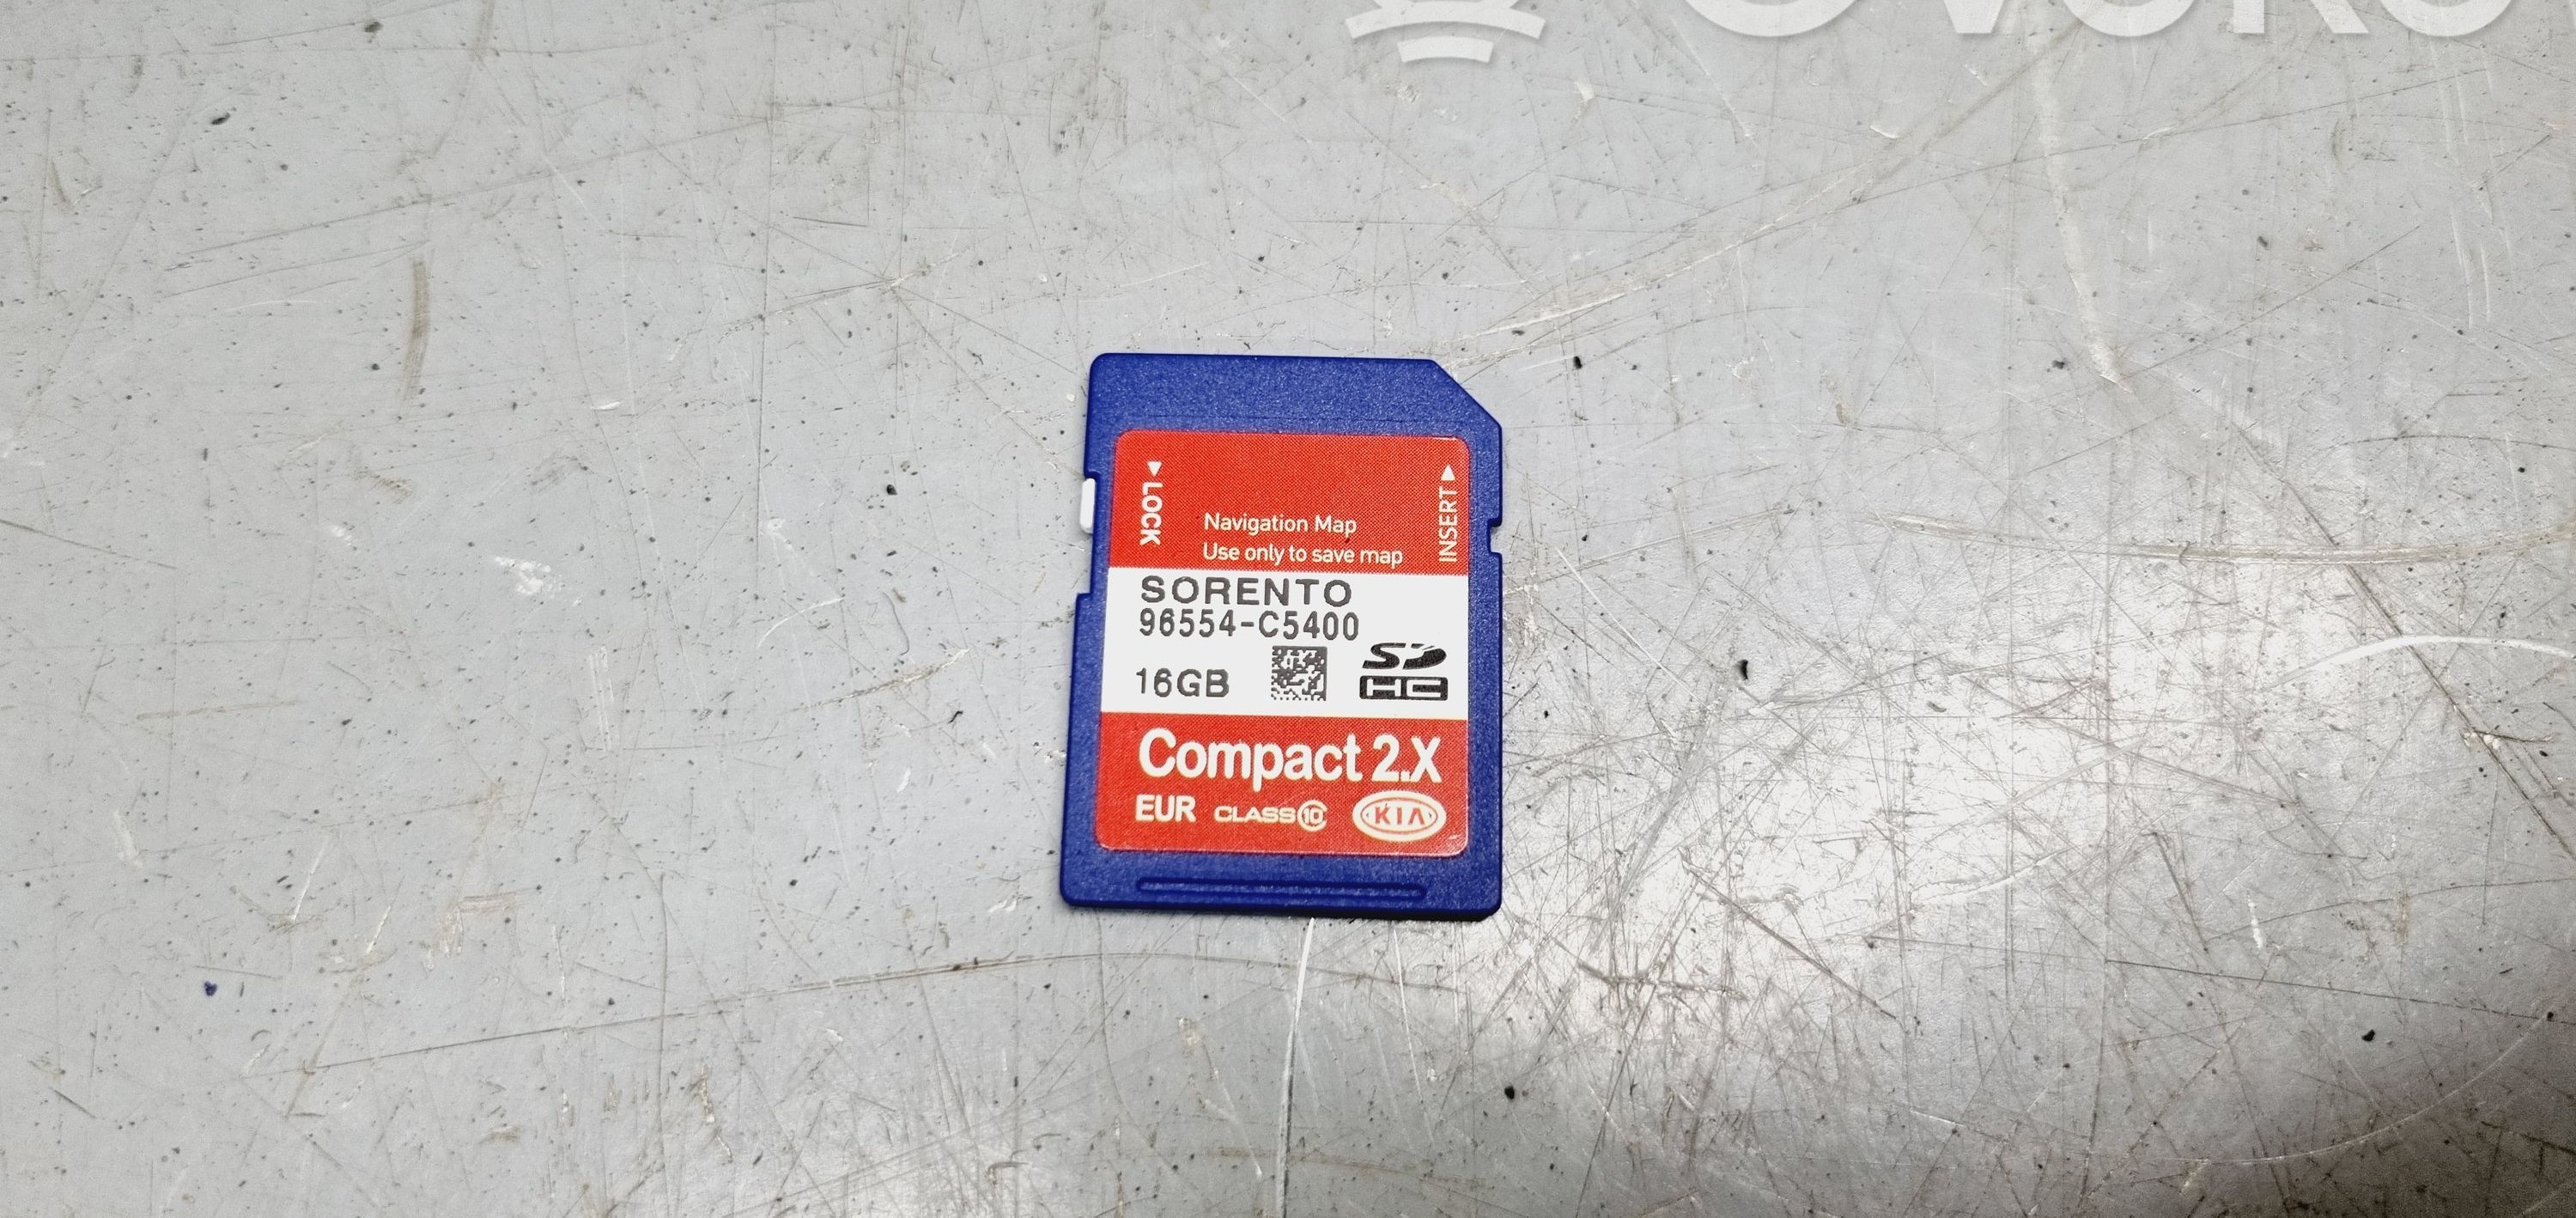 LOCK
INSERT
Navigation Map
Use only to save map
SORENTO
96554-C5400
16GB
SD
HC
Compact 2.X
EUR CLASS 10 KIA